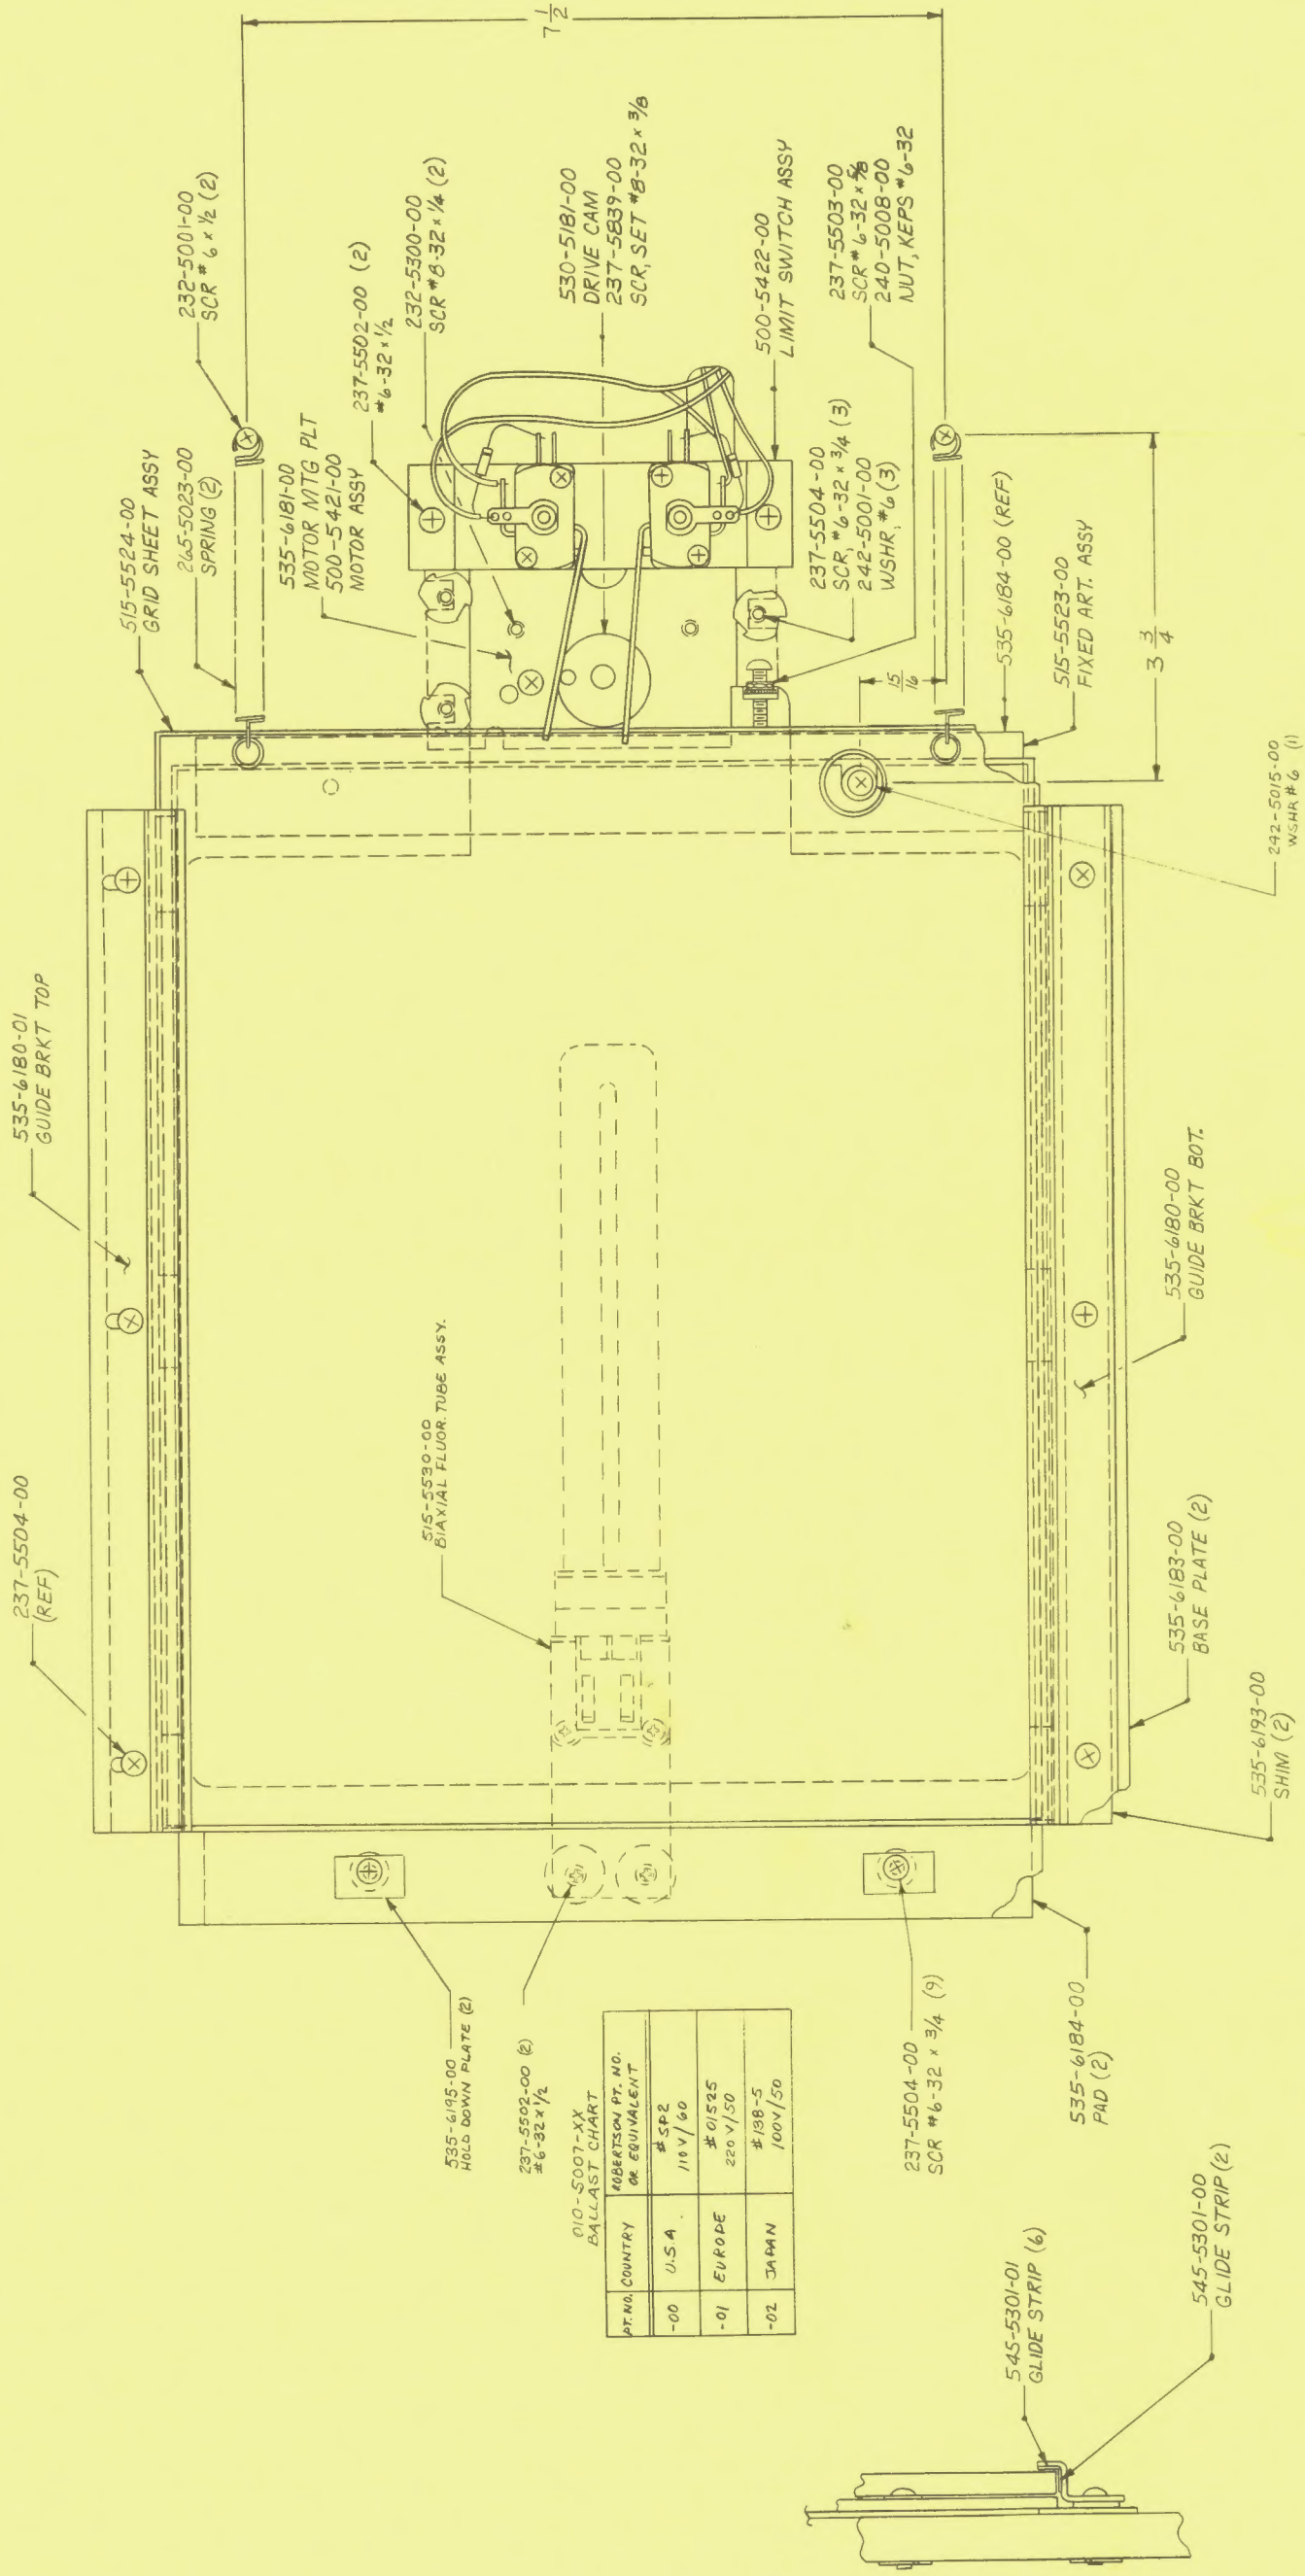 535-6180-01
GUIDE BRKT TOP
237-5504-00
(REF)
515-5524-00
GRID SHEET ASSY
265-5023-00
SPRING (2)
232-5001-00
SCR # 6 x 1/2 (2)
7 1/2
535-6181-00
MOTOR MTG PLT
500-5421-00
MOTOR ASSY
237-5502-00 (2)
#6-32 x 1/2
232-5300-00
SCR #8-32 x 1/4 (2)
530-5181-00
DRIVE CAM
237-5839-00
SCR, SET #8-32 x 3/8
500-5422-00
LIMIT SWITCH ASSY
237-5503-00
SCR #6-32 x
240-5008-00
NUT, KEPS #6-32
237-5504-00
SCR, #6-32 x 3/4 (3)
242-5001-00
WSHR, #6 (3)
15/16
535-6184-00 (REF)
515-5523-00
FIXED ART. ASSY
3 3/4
242-5015-00
WSHR #6 (1)
515-5530-00
BIAXIAL FLUOR. TUBE ASSY.
535-6180-00
GUIDE BRKT BOT.
535-6183-00
BASE PLATE (2)
535-6193-00
SHIM (2)
535-6195-00
HOLD DOWN PLATE (2)
237-5502-00 (2)
#6-32 x 1/2
010-5007-XX
BALLAST CHART
PT. NO. COUNTRY ROBERTSON PT. NO.
OR EQUIVALENT
-00 U.S.A. #SP2
110V/60
-01 EUROPE #01525
220V/50
-02 JAPAN #138-5
100V/50
237-5504-00
SCR #6-32 x 3/4 (9)
535-6184-00
PAD (2)
545-5301-01
GLIDE STRIP (6)
545-5301-00
GLIDE STRIP (2)